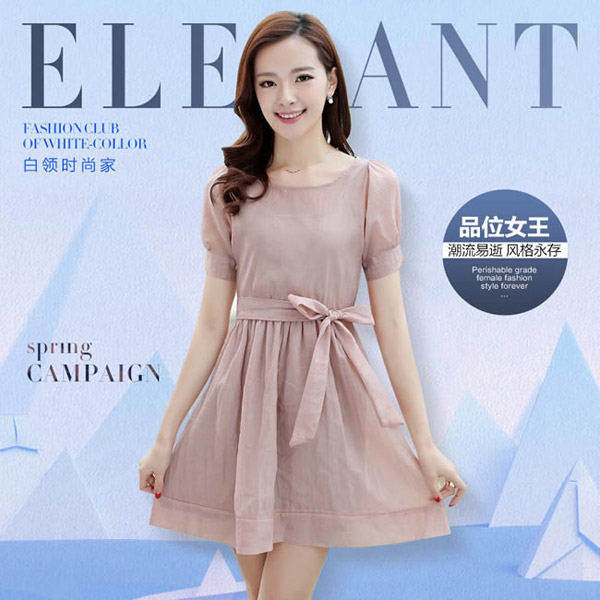 ELEGANT
FASHION CLUB
OF WHITE-COLLOR
白领时尚家
品位女王
潮流易逝 风格永存
Perishable grade
female fashion
style forever
...
spring
CAMPAIGN